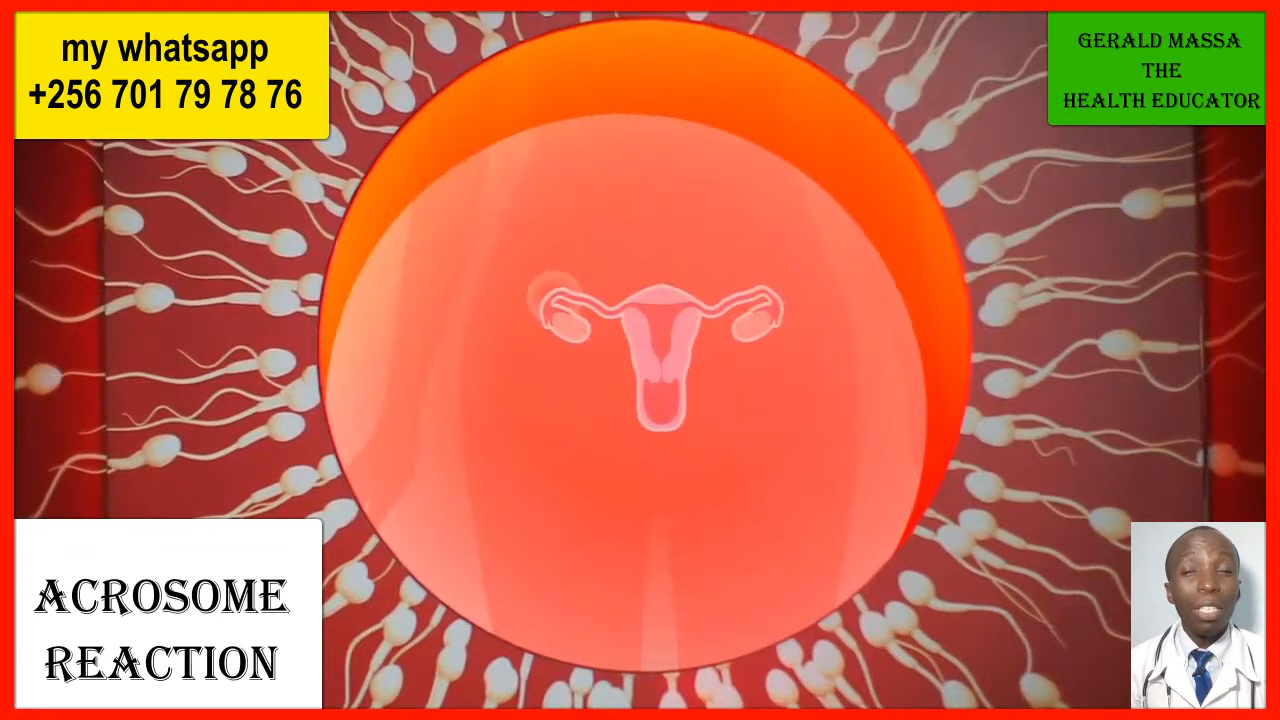 my whatsapp
+256 701 79 78 76
GERALD MASSA
THE
HEALTH EDUCATOR
ACROSOME
REACTION